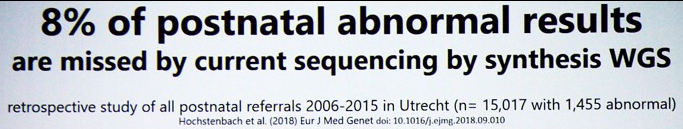 8% of postnatal abnormal results
are missed by current sequencing by synthesis WGS
retrospective study of all postnatal referrals 2006-2015 in Utrecht (n= 15,017 with 1,455 abnormal)
Hochstenbach et al. (2018) Eur J Med Genet doi: 10.1016/j.ejmg.2018.09.010